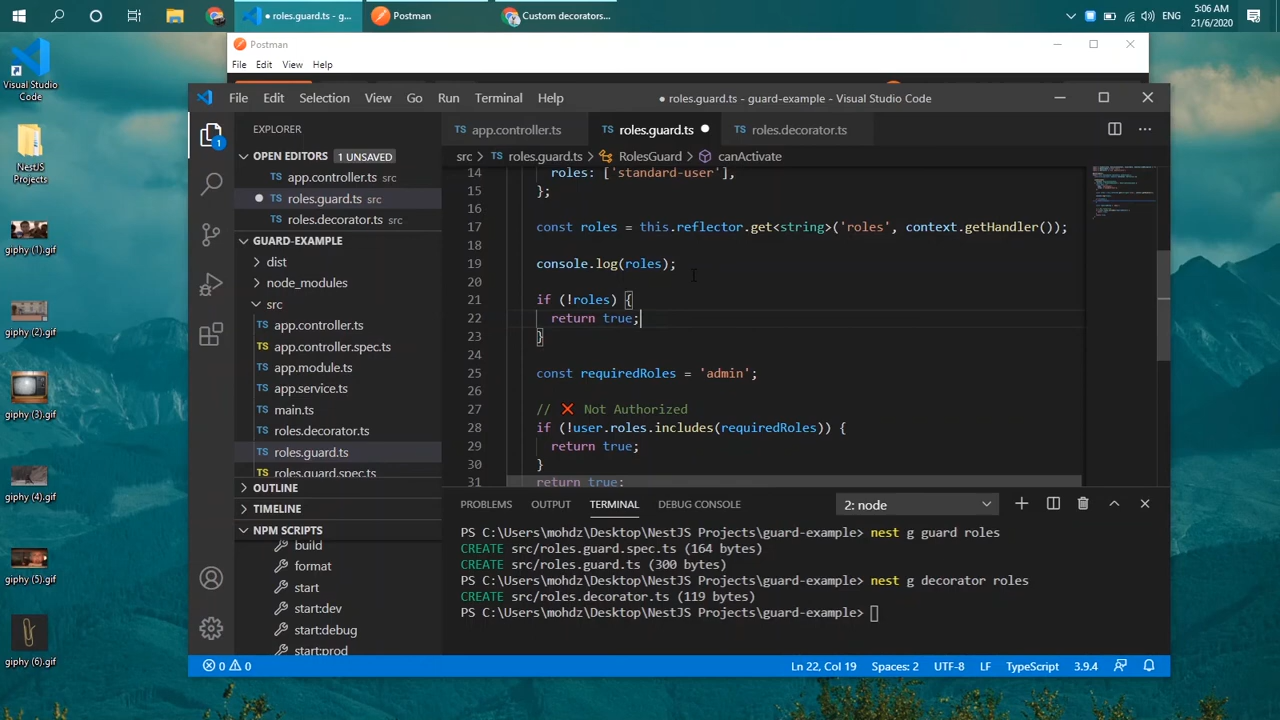 roles.guard.ts - g...
Postman
Custom decorators...
ENG
5:06 AM
21/6/2020
Visual Studio
Code
NestJS
Projects
giphy (1).gif
giphy (2).gif
giphy (3).gif
giphy (4).gif
giphy (5).gif
giphy (6).gif
Postman
File Edit View Help
File Edit Selection View Go Run Terminal Help
● roles.guard.ts - guard-example - Visual Studio Code
EXPLORER
OPEN EDITORS 1 UNSAVED
TS app.controller.ts src
TS roles.guard.ts src
TS roles.decorator.ts src
GUARD-EXAMPLE
dist
node_modules
src
TS app.controller.ts
TS app.controller.spec.ts
TS app.module.ts
TS app.service.ts
TS main.ts
TS roles.decorator.ts
TS roles.guard.ts
TS roles.guard.spec.ts
OUTLINE
TIMELINE
NPM SCRIPTS
build
format
start
start:dev
start:debug
start:prod
1
TS app.controller.ts
TS roles.guard.ts
TS roles.decorator.ts
src > TS roles.guard.ts > RolesGuard > canActivate
14 roles: ['standard-user'],
15 };
16
17 const roles = this.reflector.get<string>('roles', context.getHandler());
18
19 console.log(roles);
20
21 if (!roles) {
22 return true;
23 }
24
25 const requiredRoles = 'admin';
26
27 // ❌ Not Authorized
28 if (!user.roles.includes(requiredRoles)) {
29 return true;
30 }
31 return true;
PROBLEMS OUTPUT TERMINAL DEBUG CONSOLE 2: node
PS C:\Users\mohdz\Desktop\NestJS Projects\guard-example> nest g guard roles
CREATE src/roles.guard.spec.ts (164 bytes)
CREATE src/roles.guard.ts (300 bytes)
PS C:\Users\mohdz\Desktop\NestJS Projects\guard-example> nest g decorator roles
CREATE src/roles.decorator.ts (119 bytes)
PS C:\Users\mohdz\Desktop\NestJS Projects\guard-example>
0 0
Ln 22, Col 19 Spaces: 2 UTF-8 LF TypeScript 3.9.4